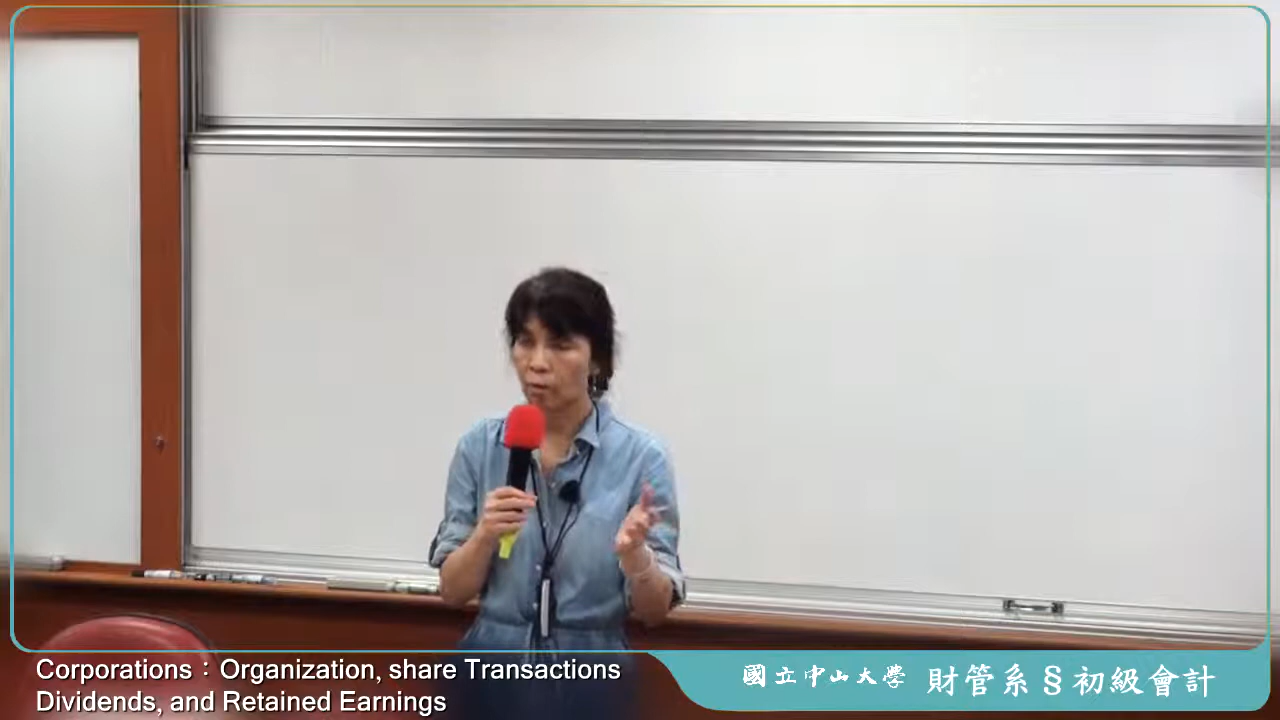 Corporations：Organization, share Transactions
Dividends, and Retained Earnings
國立中山大學 財管系§初級會計